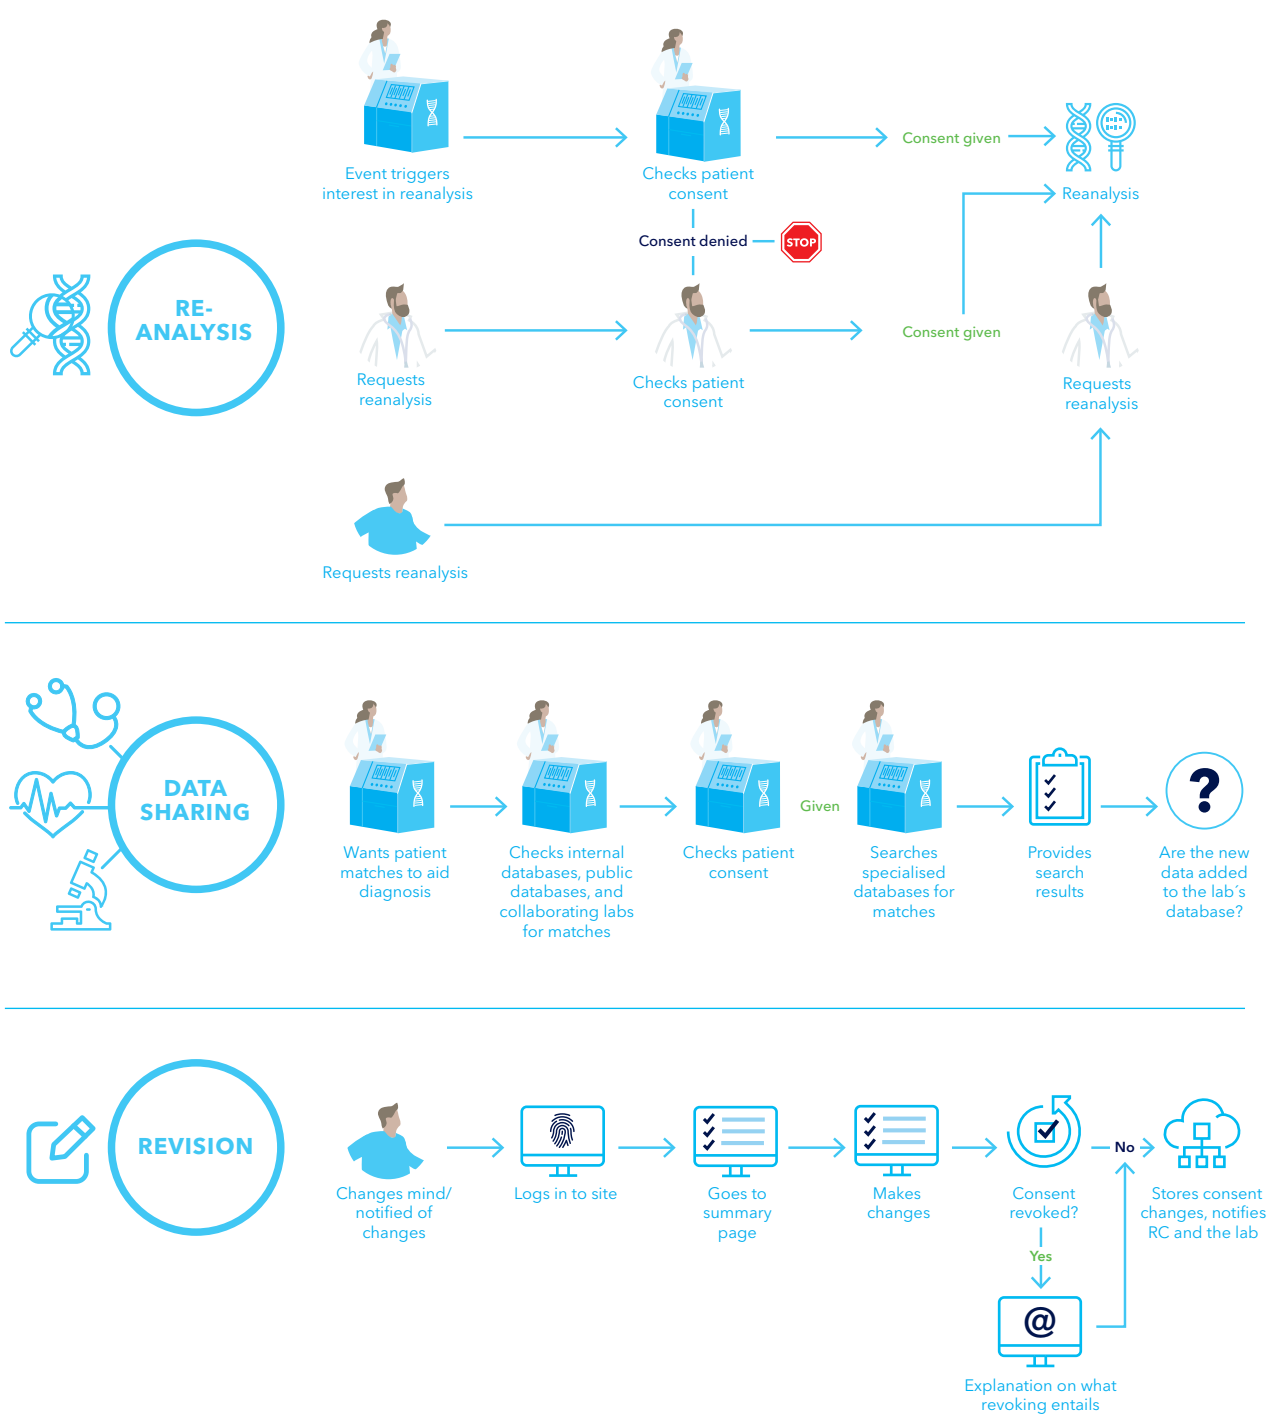 Event triggers
interest in reanalysis
Checks patient
consent
Consent given
Reanalysis
Consent denied
STOP
RE-
ANALYSIS
Requests
reanalysis
Checks patient
consent
Consent given
Requests
reanalysis
Requests reanalysis
DATA
SHARING
Wants patient
matches to aid
diagnosis
Checks internal
databases, public
databases, and
collaborating labs
for matches
Checks patient
consent
Given
Searches
specialised
databases for
matches
Provides
search
results
?
Are the new
data added
to the lab´s
database?
REVISION
Changes mind/
notified of
changes
Logs in to site
Goes to
summary
page
Makes
changes
Consent
revoked?
No
Stores consent
changes, notifies
RC and the lab
Yes
@
Explanation on what
revoking entails